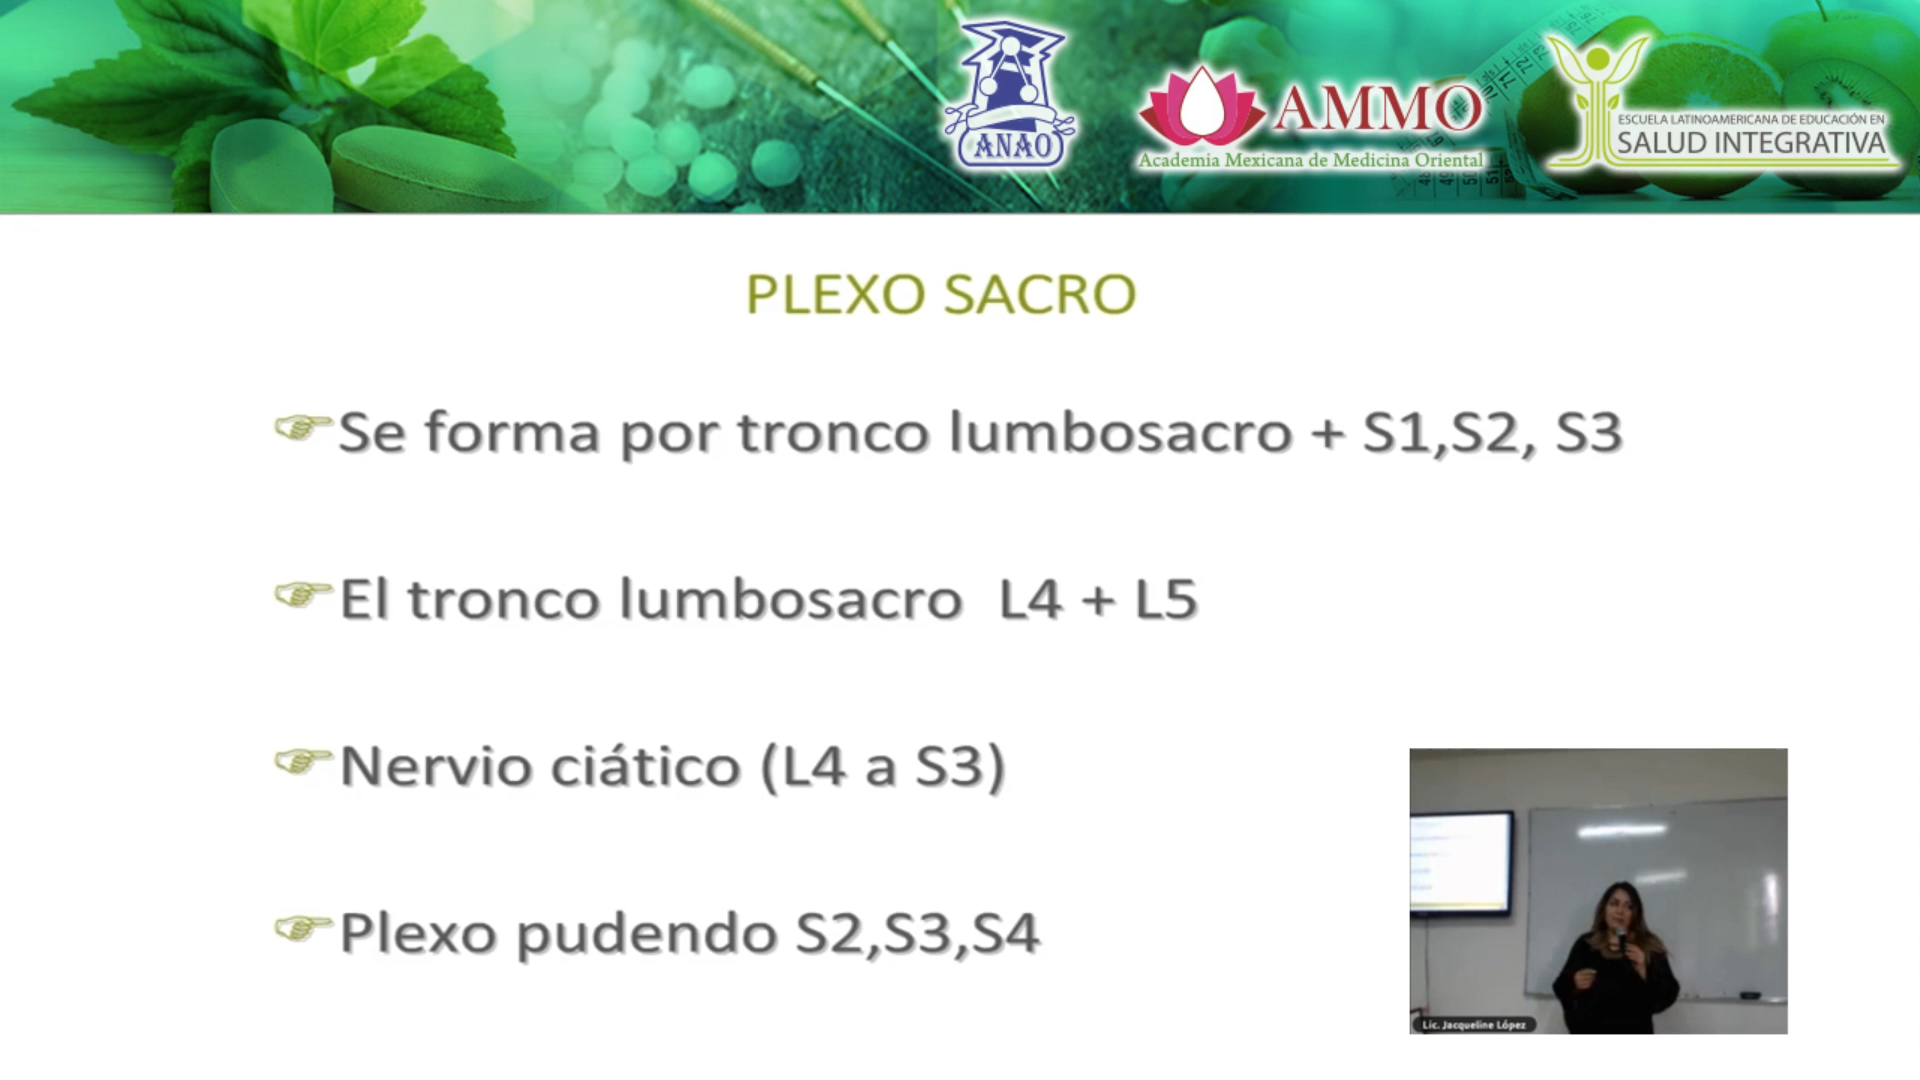 ANAO
AMMO
Academia Mexicana de Medicina Oriental
ESCUELA LATINOAMERICANA DE EDUCACIÓN EN
SALUD INTEGRATIVA
PLEXO SACRO
Se forma por tronco lumbosacro + S1,S2, S3
El tronco lumbosacro L4 + L5
Nervio ciático (L4 a S3)
Plexo pudendo S2,S3,S4
Lic. Jacqueline López